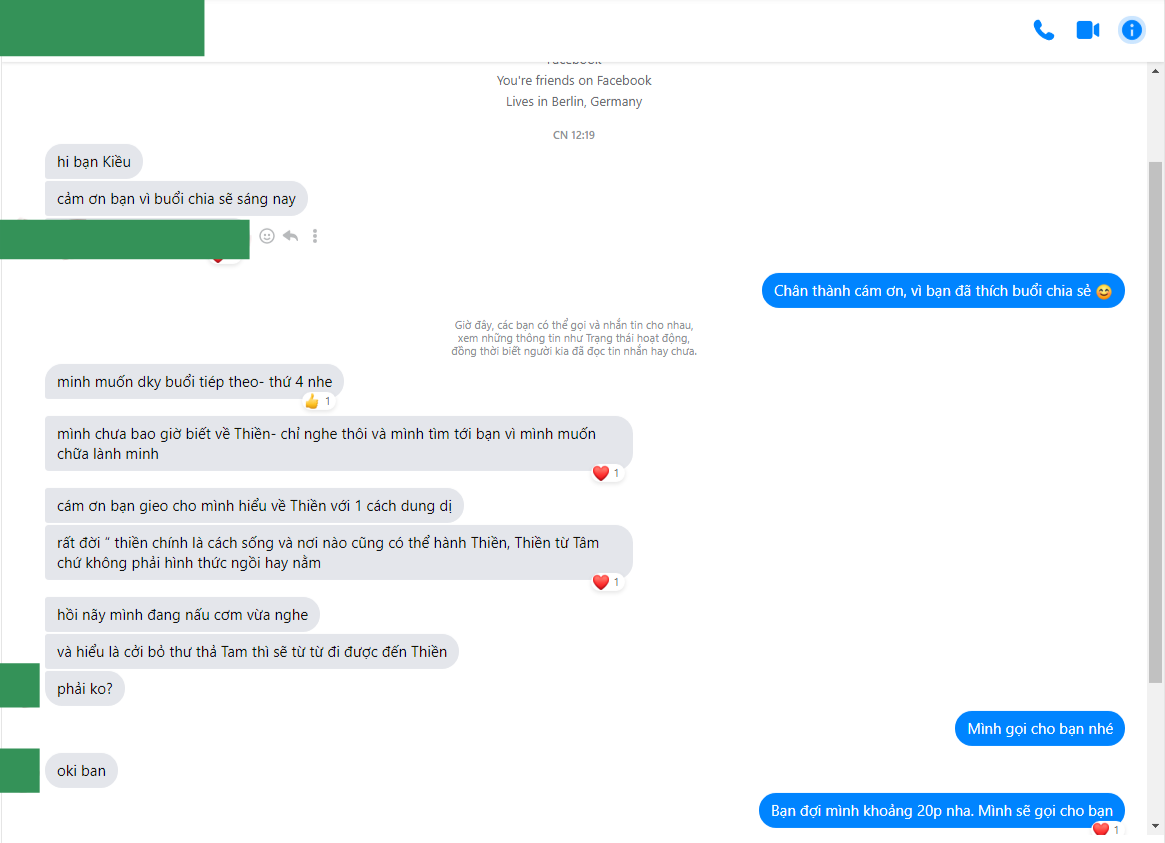 You're friends on Facebook
Lives in Berlin, Germany
CN 12:19
hi bạn Kiều
cảm ơn bạn vì buổi chia sẽ sáng nay
Chân thành cám ơn, vì bạn đã thích buổi chia sẻ 😊
Giờ đây, các bạn có thể gọi và nhắn tin cho nhau,
xem những thông tin như Trạng thái hoạt động,
đồng thời biết người kia đã đọc tin nhắn hay chưa.
minh muốn dky buổi tiép theo- thứ 4 nhe
👍 1
mình chưa bao giờ biết về Thiền- chỉ nghe thôi và mình tìm tới bạn vì mình muốn
chữa lành minh
❤️ 1
cám ơn bạn gieo cho mình hiểu về Thiền với 1 cách dung dị
rất đời “ thiền chính là cách sống và nơi nào cũng có thể hành Thiền, Thiền từ Tâm
chứ không phải hình thức ngồi hay nằm
❤️ 1
hồi nãy mình đang nấu cơm vừa nghe
và hiểu là cởi bỏ thư thả Tam thì sẽ từ từ đi được đến Thiền
phải ko?
Mình gọi cho bạn nhé
oki ban
Bạn đợi mình khoảng 20p nha. Mình sẽ gọi cho bạn
❤️ 1